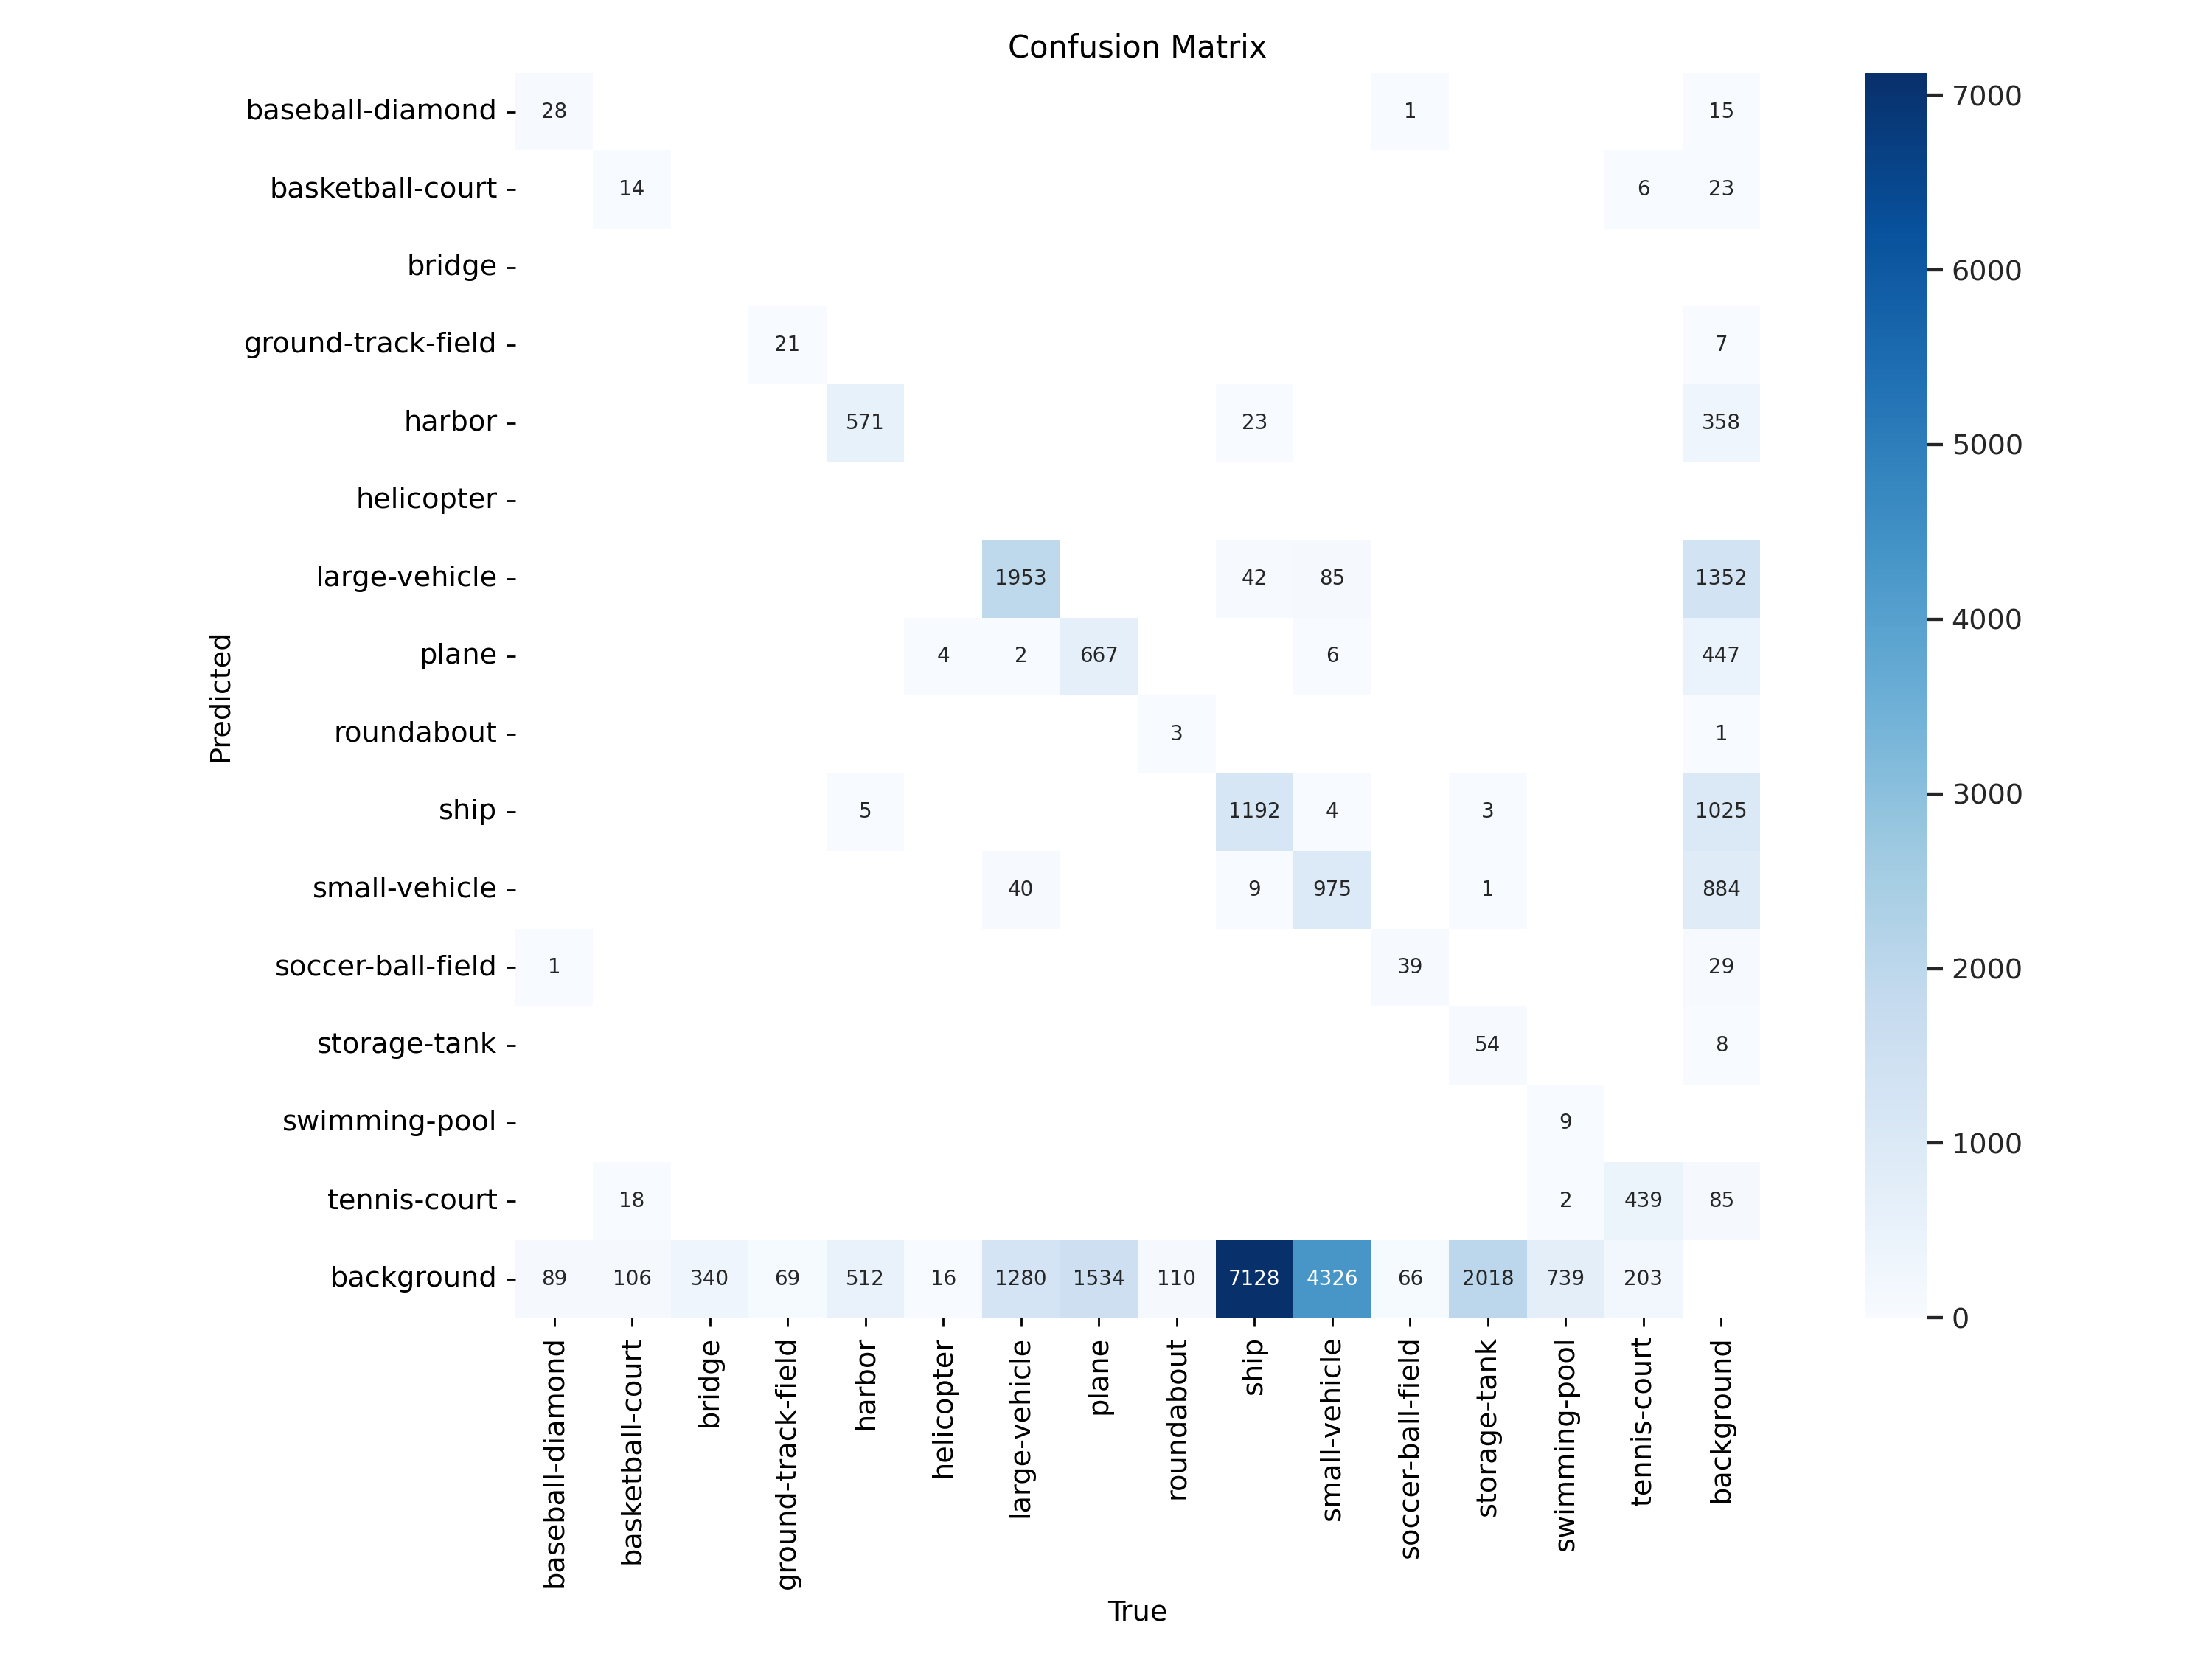 Confusion Matrix
baseball-diamond 28 1 15
basketball-court 14 6 23
bridge
ground-track-field 21 7
harbor 571 23 358
helicopter
large-vehicle 1953 42 85 1352
plane 4 2 667 6 447
roundabout 3 1
ship 5 1192 4 3 1025
small-vehicle 40 9 975 1 884
soccer-ball-field 1 39 29
storage-tank 54 8
swimming-pool 9
tennis-court 18 2 439 85
background 89 106 340 69 512 16 1280 1534 110 7128 4326 66 2018 739 203
Predicted
baseball-diamond
basketball-court
bridge
ground-track-field
harbor
helicopter
large-vehicle
plane
roundabout
ship
small-vehicle
soccer-ball-field
storage-tank
swimming-pool
tennis-court
background
True
7000
6000
5000
4000
3000
2000
1000
0